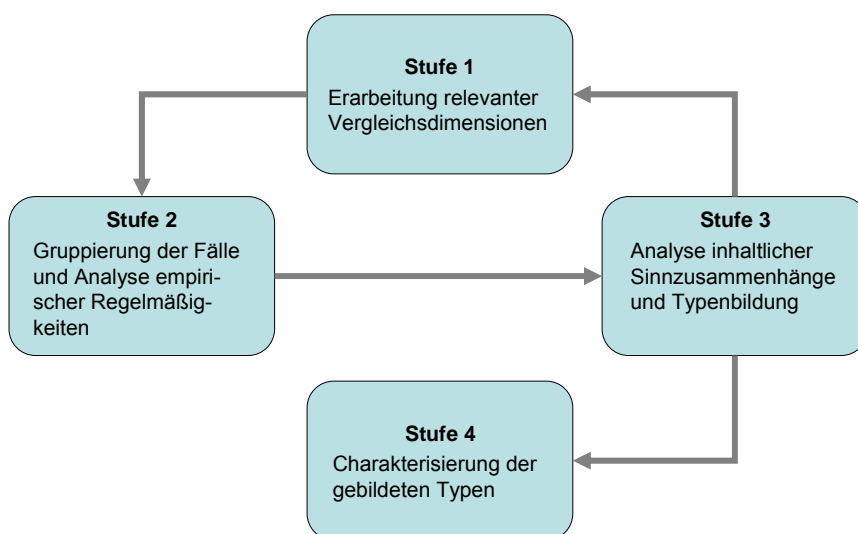 Stufe 1
Erarbeitung relevanter
Vergleichsdimensionen
Stufe 2
Gruppierung der Fälle
und Analyse empiri-
scher Regelmäßig-
keiten
Stufe 3
Analyse inhaltlicher
Sinnzusammenhänge
und Typenbildung
Stufe 4
Charakterisierung der
gebildeten Typen